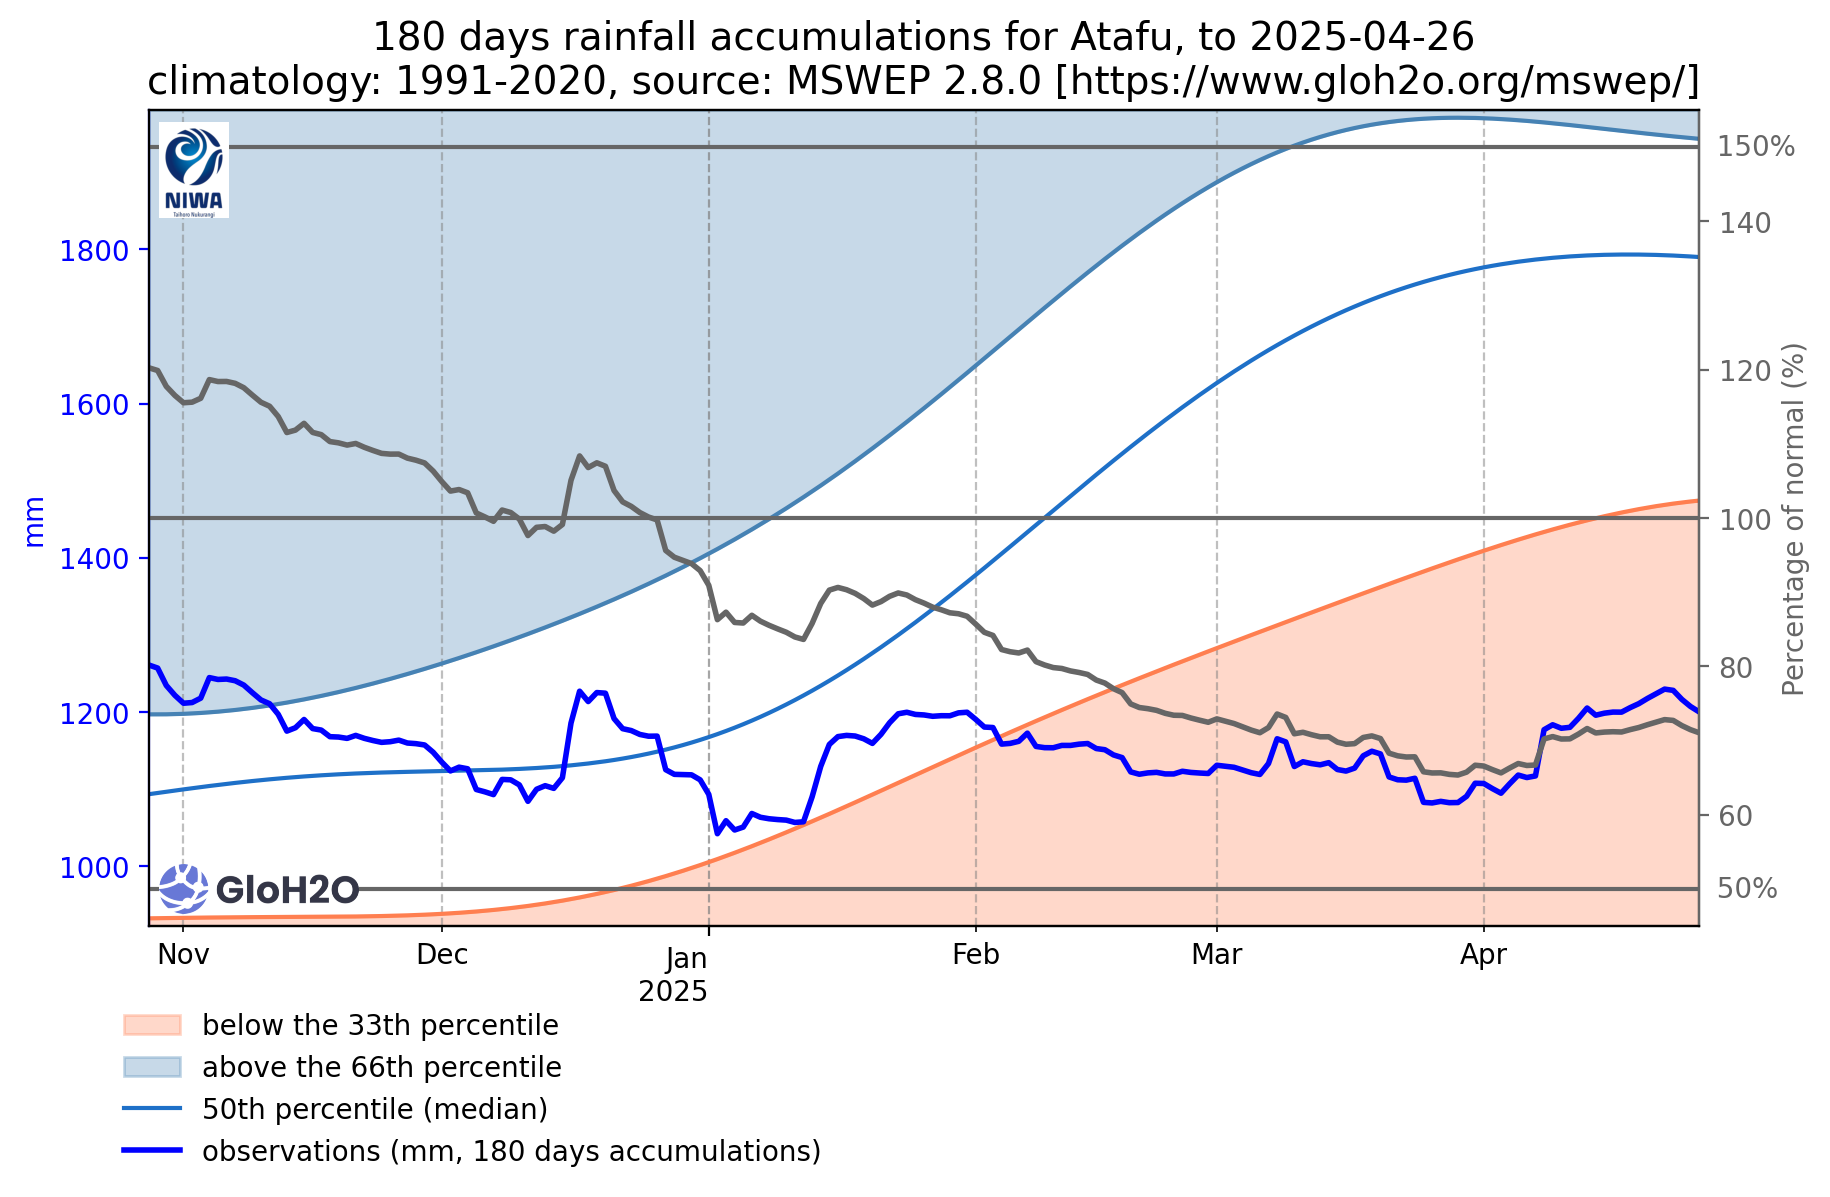 180 days rainfall accumulations for Atafu, to 2025-04-26
climatology: 1991-2020, source: MSWEP 2.8.0 [https://www.gloh2o.org/mswep/]
NIWA
Taihoro Nukurangi
150%
140
120
100
80
60
50%
Percentage of normal (%)
1800
1600
1400
1200
1000
mm
GloH2O
Nov
Dec
Jan
2025
Feb
Mar
Apr
below the 33th percentile
above the 66th percentile
50th percentile (median)
observations (mm, 180 days accumulations)